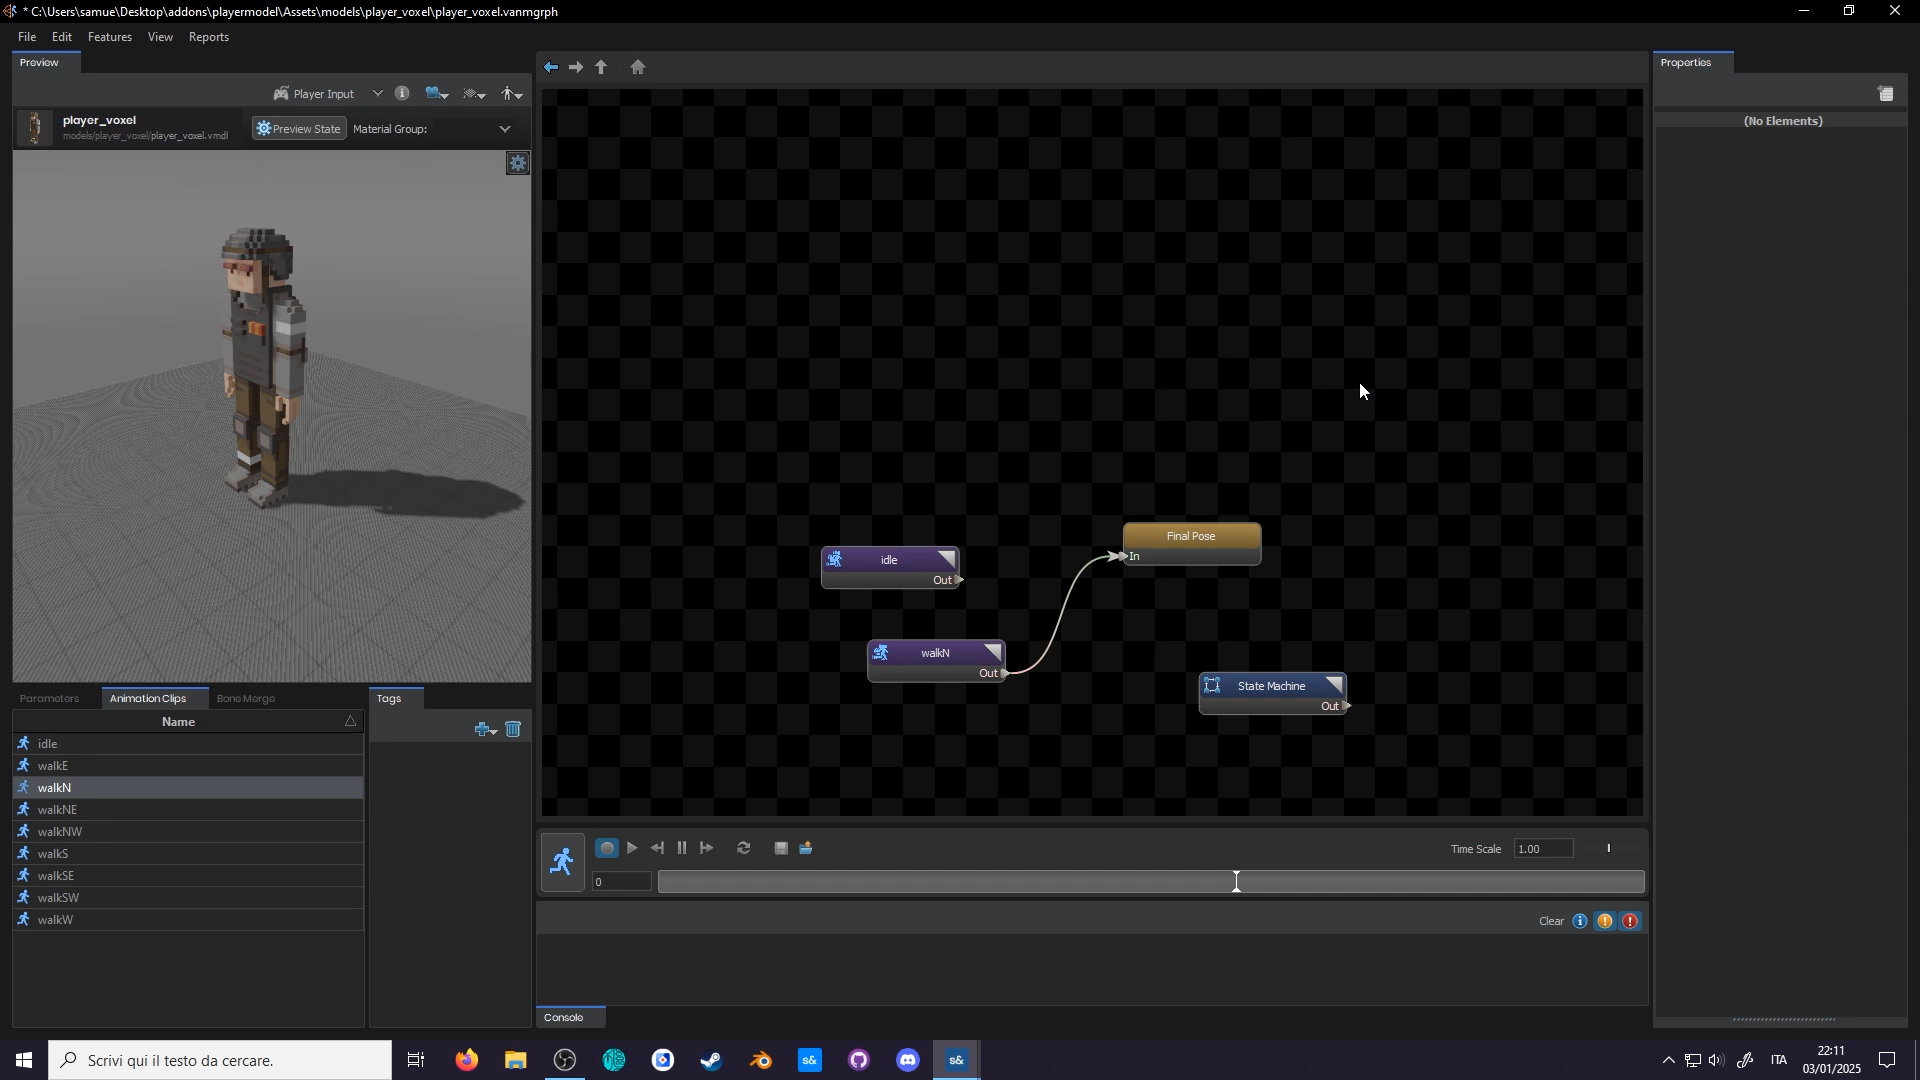 * C:\Users\samue\Desktop\addons\playermodel\Assets\models\player_voxel\player_voxel.vanmgrph
File Edit Features View Reports
Preview
Player Input
player_voxel
models/player_voxel/player_voxel.vmdl
Preview State
Material Group:
Properties
(No Elements)
idle
Out
Final Pose
In
walkN
Out
State Machine
Out
Parameters
Animation Clips
Bone Merge
Name
idle
walkE
walkN
walkNE
walkNW
walkS
walkSE
walkSW
walkW
Tags
Time Scale
1.00
0
Clear
Console
Scrivi qui il testo da cercare.
s&
s&
ITA
22:11
03/01/2025